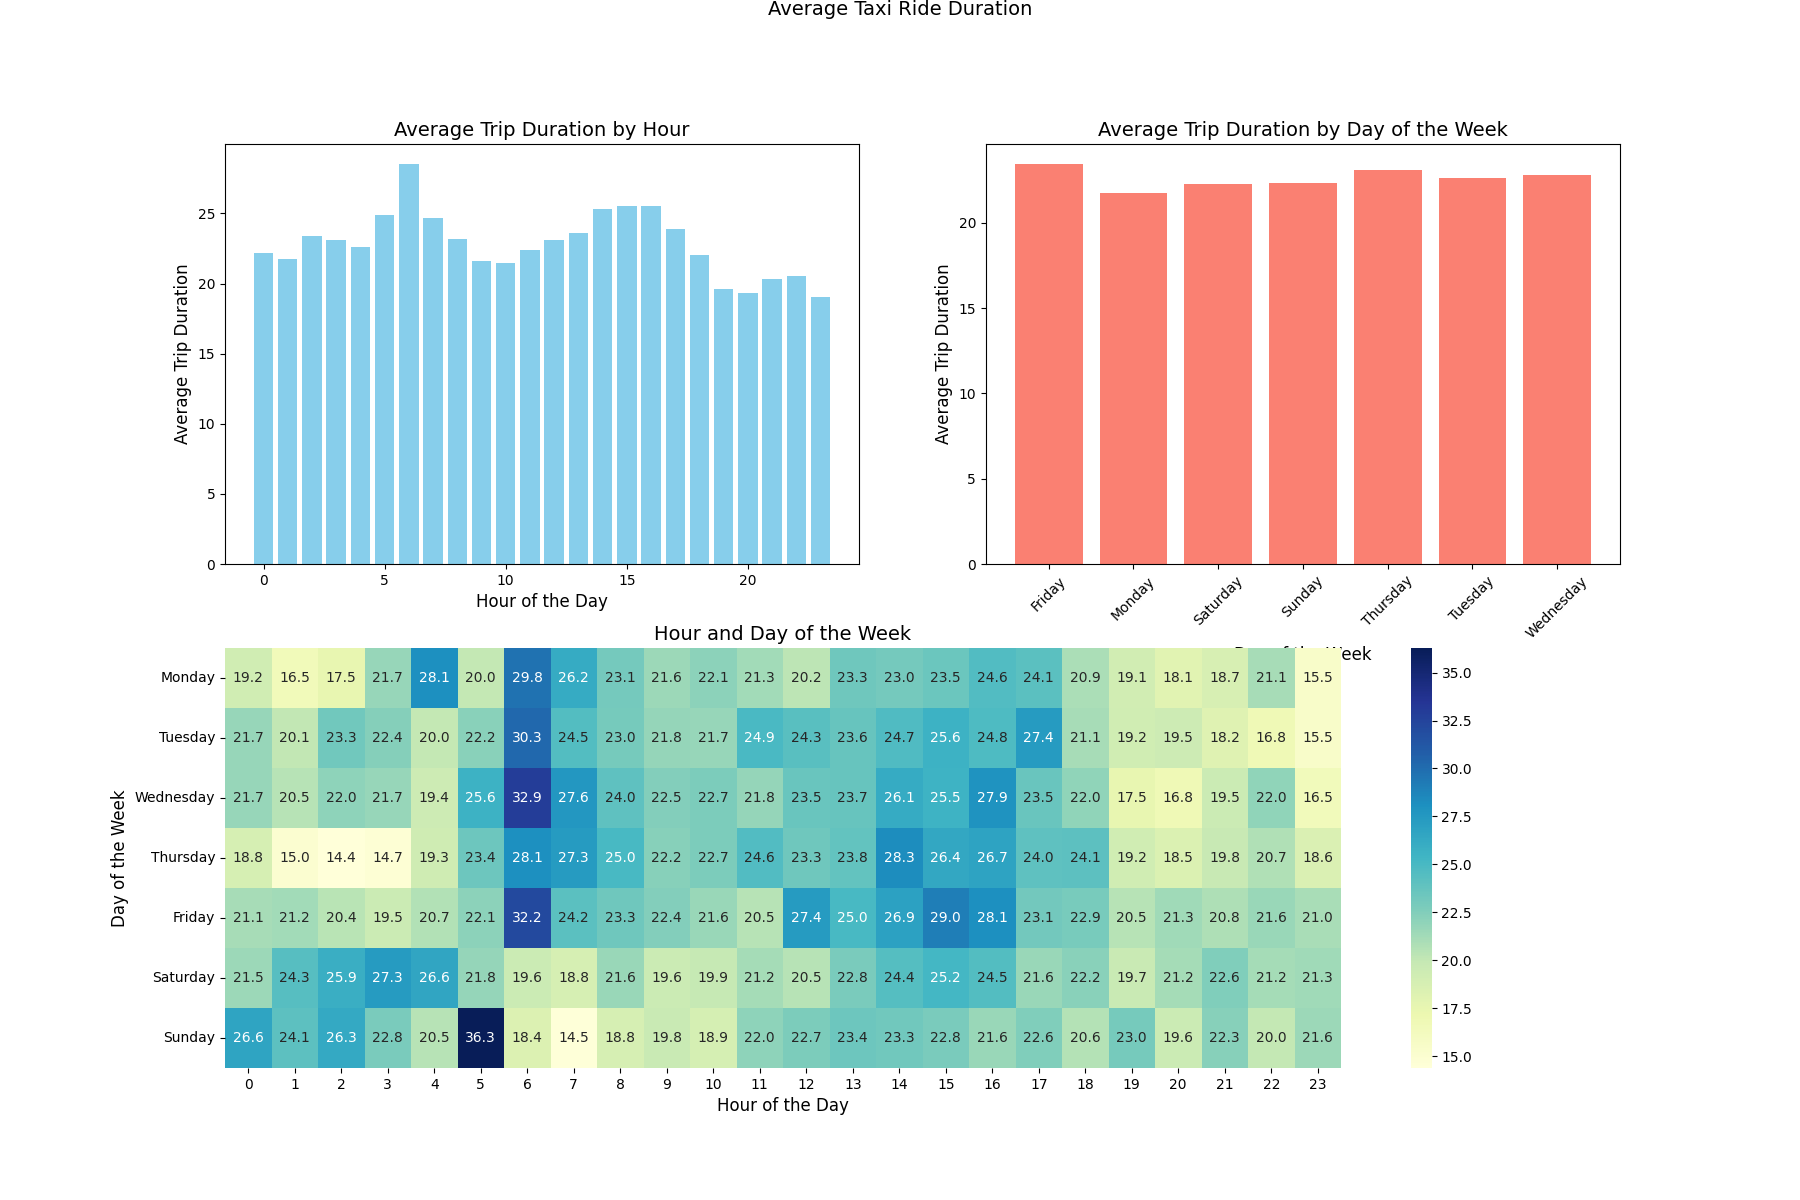 Average Taxi Ride Duration
Average Trip Duration by Hour
Average Trip Duration
25
20
15
10
5
0
0 5 10 15 20
Hour of the Day
Average Trip Duration by Day of the Week
Average Trip Duration
20
15
10
5
0
Friday Monday Saturday Sunday Thursday Tuesday Wednesday
Week
Hour and Day of the Week
Day of the Week
Monday 19.2 16.5 17.5 21.7 28.1 20.0 29.8 26.2 23.1 21.6 22.1 21.3 20.2 23.3 23.0 23.5 24.6 24.1 20.9 19.1 18.1 18.7 21.1 15.5
Tuesday 21.7 20.1 23.3 22.4 20.0 22.2 30.3 24.5 23.0 21.8 21.7 24.9 24.3 23.6 24.7 25.6 24.8 27.4 21.1 19.2 19.5 18.2 16.8 15.5
Wednesday 21.7 20.5 22.0 21.7 19.4 25.6 32.9 27.6 24.0 22.5 22.7 21.8 23.5 23.7 26.1 25.5 27.9 23.5 22.0 17.5 16.8 19.5 22.0 16.5
Thursday 18.8 15.0 14.4 14.7 19.3 23.4 28.1 27.3 25.0 22.2 22.7 24.6 23.3 23.8 28.3 26.4 26.7 24.0 24.1 19.2 18.5 19.8 20.7 18.6
Friday 21.1 21.2 20.4 19.5 20.7 22.1 32.2 24.2 23.3 22.4 21.6 20.5 27.4 25.0 26.9 29.0 28.1 23.1 22.9 20.5 21.3 20.8 21.6 21.0
Saturday 21.5 24.3 25.9 27.3 26.6 21.8 19.6 18.8 21.6 19.6 19.9 21.2 20.5 22.8 24.4 25.2 24.5 21.6 22.2 19.7 21.2 22.6 21.2 21.3
Sunday 26.6 24.1 26.3 22.8 20.5 36.3 18.4 14.5 18.8 19.8 18.9 22.0 22.7 23.4 23.3 22.8 21.6 22.6 20.6 23.0 19.6 22.3 20.0 21.6
0 1 2 3 4 5 6 7 8 9 10 11 12 13 14 15 16 17 18 19 20 21 22 23
Hour of the Day
35.0
32.5
30.0
27.5
25.0
22.5
20.0
17.5
15.0